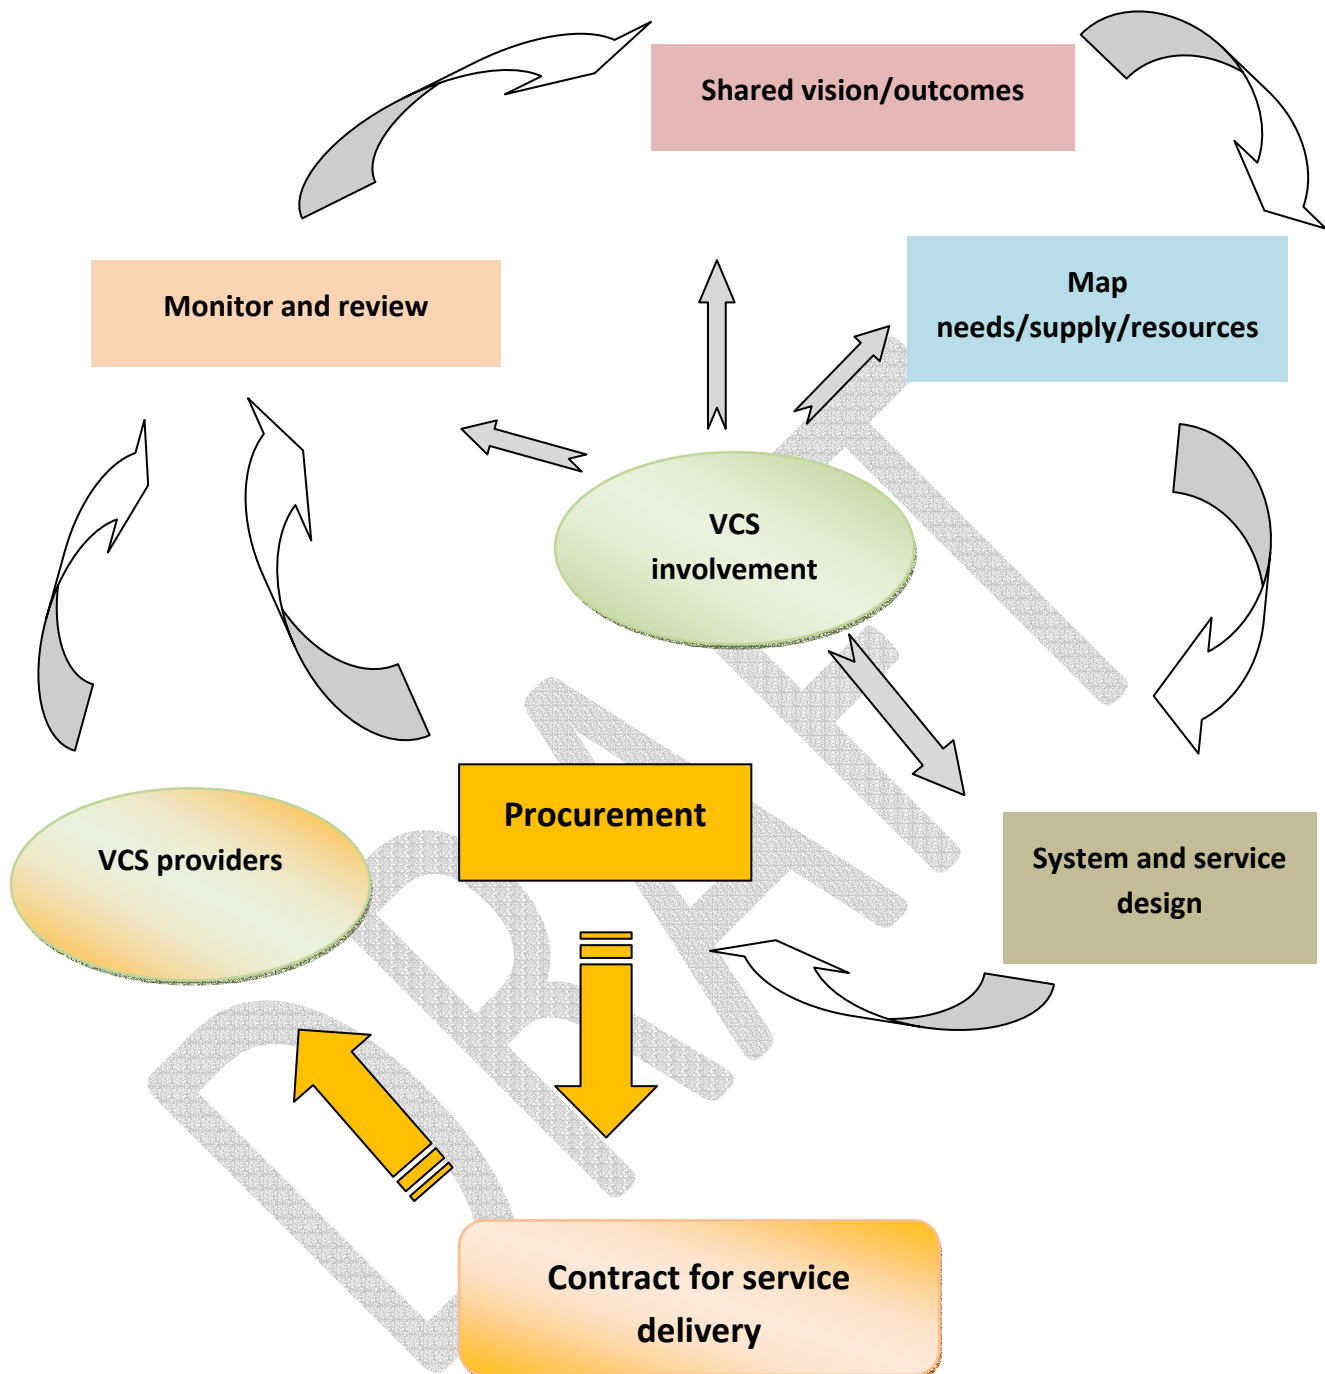 Shared vision/outcomes
Monitor and review
Map
needs/supply/resources
VCS
involvement
Procurement
VCS providers
System and service
design
Contract for service
delivery
DRAFT